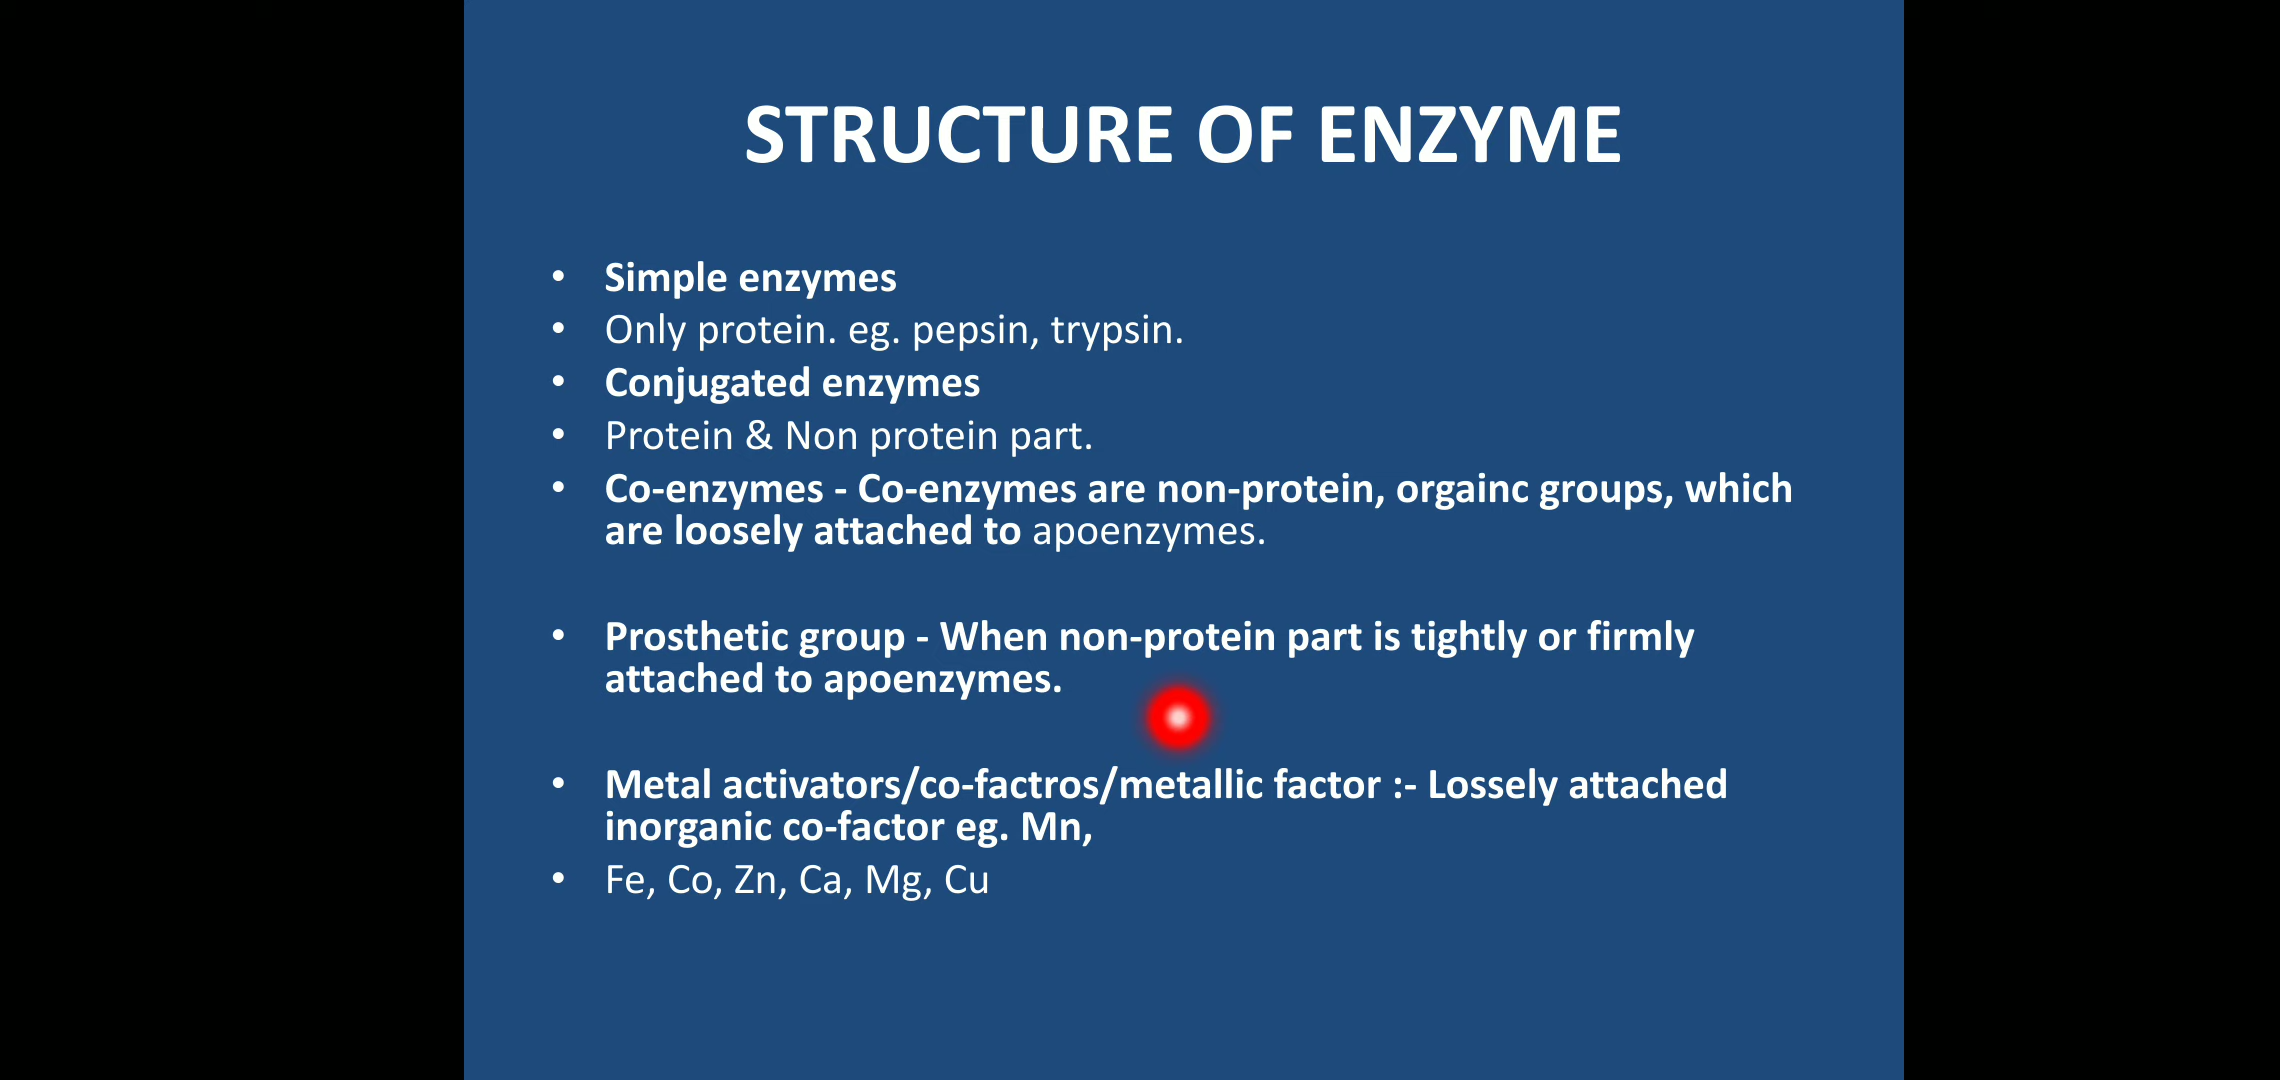 STRUCTURE OF ENZYME
• Simple enzymes
• Only protein. eg. pepsin, trypsin.
• Conjugated enzymes
• Protein & Non protein part.
• Co-enzymes - Co-enzymes are non-protein, orgainc groups, which
are loosely attached to apoenzymes.
• Prosthetic group - When non-protein part is tightly or firmly
attached to apoenzymes.
• Metal activators/co-factros/metallic factor :- Lossely attached
inorganic co-factor eg. Mn,
• Fe, Co, Zn, Ca, Mg, Cu